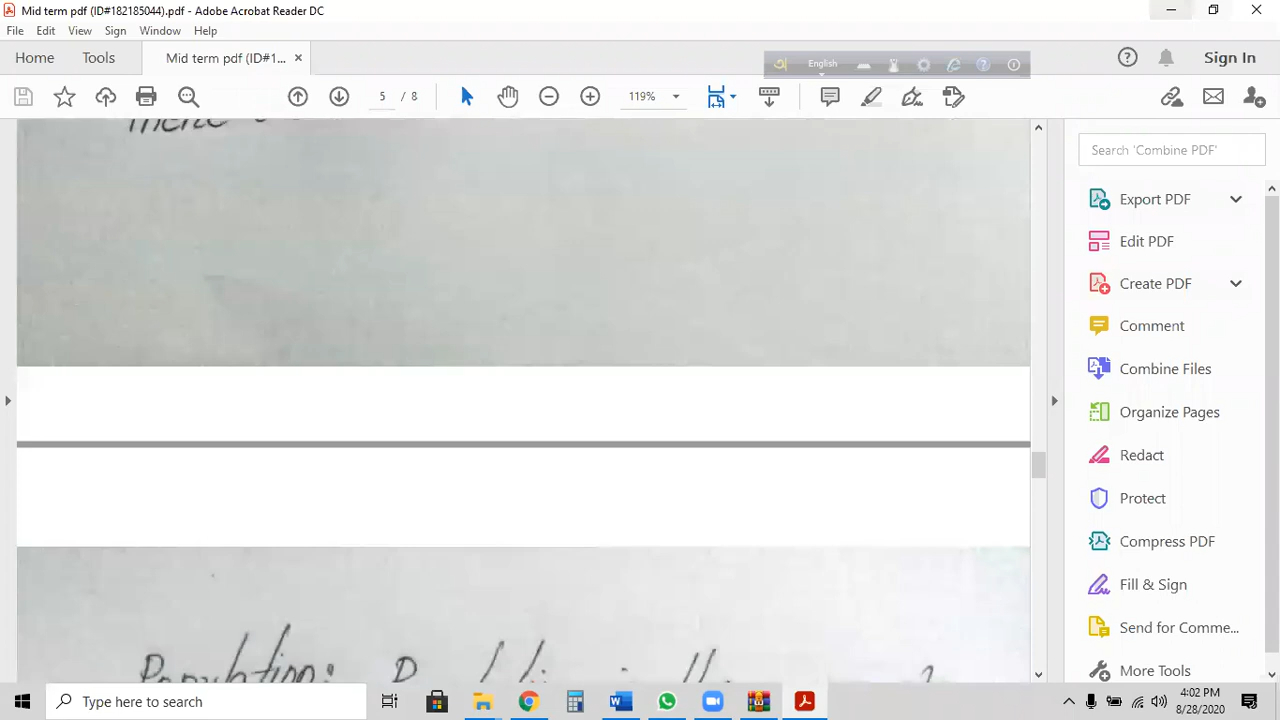 Mid term pdf (ID#182185044).pdf - Adobe Acrobat Reader DC
File Edit View Sign Window Help
Home Tools Mid term pdf (ID#1... ×
English
Sign In
5 / 8
119%
Search 'Combine PDF'
Export PDF
Edit PDF
Create PDF
Comment
Combine Files
Organize Pages
Redact
Protect
Compress PDF
Fill & Sign
Send for Comme...
More Tools
Population:
Type here to search
4:02 PM
8/28/2020